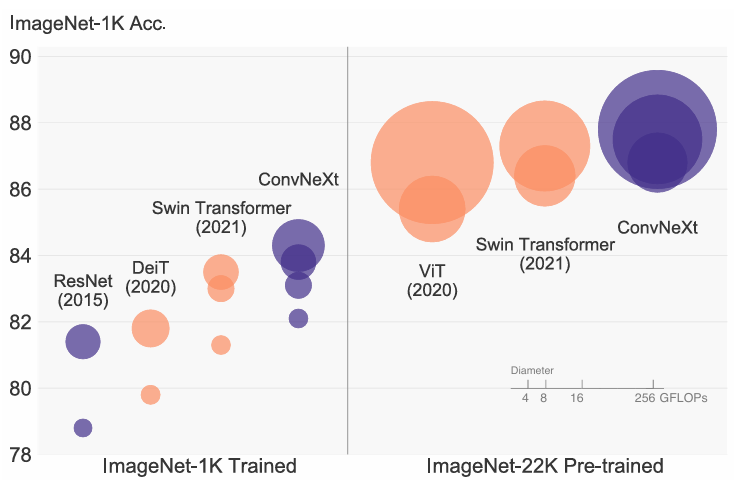 ImageNet-1K Acc.
90
88
86
84
82
80
78
ResNet
(2015)
DeiT
(2020)
Swin Transformer
(2021)
ConvNeXt
ViT
(2020)
Swin Transformer
(2021)
ConvNeXt
Diameter
4 8 16 256 GFLOPs
ImageNet-1K Trained
ImageNet-22K Pre-trained